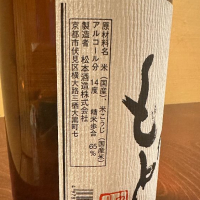 原材料名 米(国産)、米こうじ(国産米)
アルコール分 14度 精米歩合 65%
製造者 松本酒造株式会社
京都市伏見区横大路三栖大黒町七
もと